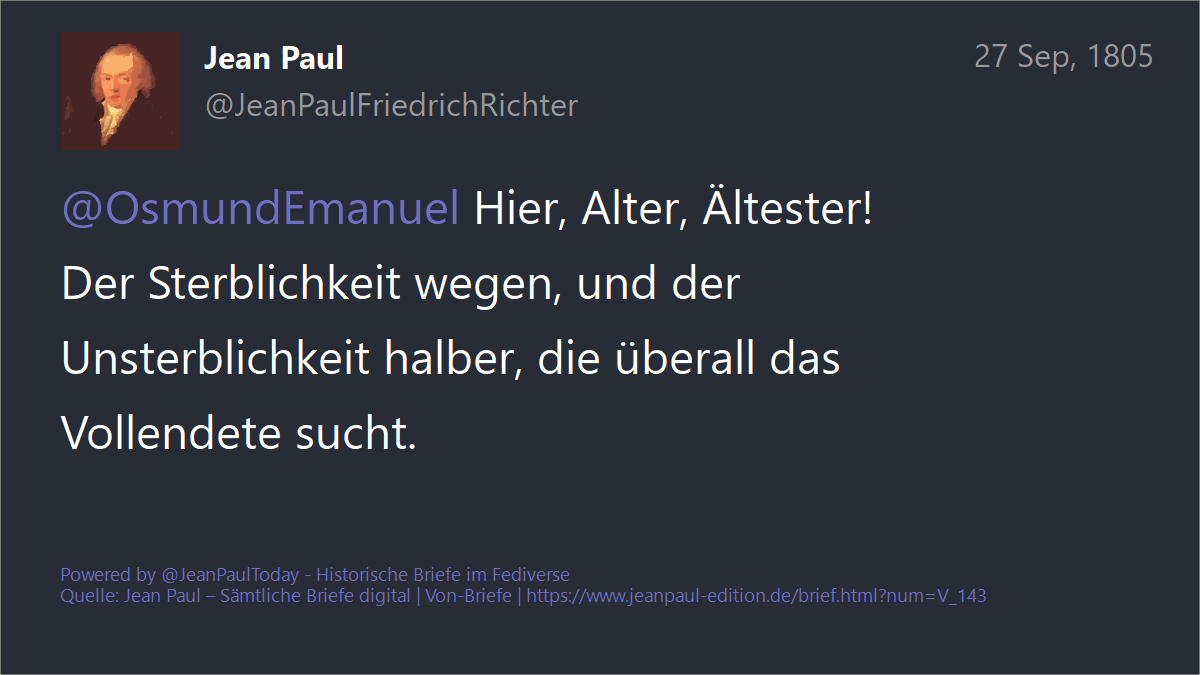 Jean Paul
27 Sep, 1805
@JeanPaulFriedrichRichter
@OsmundEmanuel Hier, Alter, Ältester!
Der Sterblichkeit wegen, und der
Unsterblichkeit halber, die überall das
Vollendete sucht.
Powered by @JeanPaulToday - Historische Briefe im Fediverse
Quelle: Jean Paul – Sämtliche Briefe digital | Von-Briefe | https://www.jeanpaul-edition.de/brief.html?num=V_143